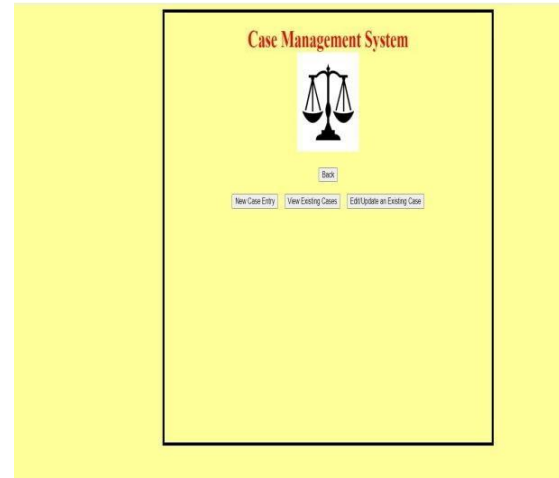 Case Management System
Back
New Case Entry View Existing Cases Edit/Update an Existing Case